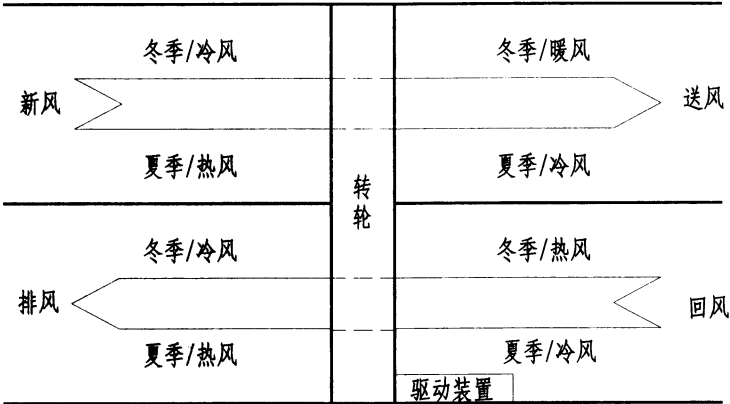 冬季/冷风
冬季/暖风
新风
送风
夏季/热风
夏季/冷风
转轮
冬季/冷风
冬季/热风
排风
回风
夏季/热风
夏季/冷风
驱动装置